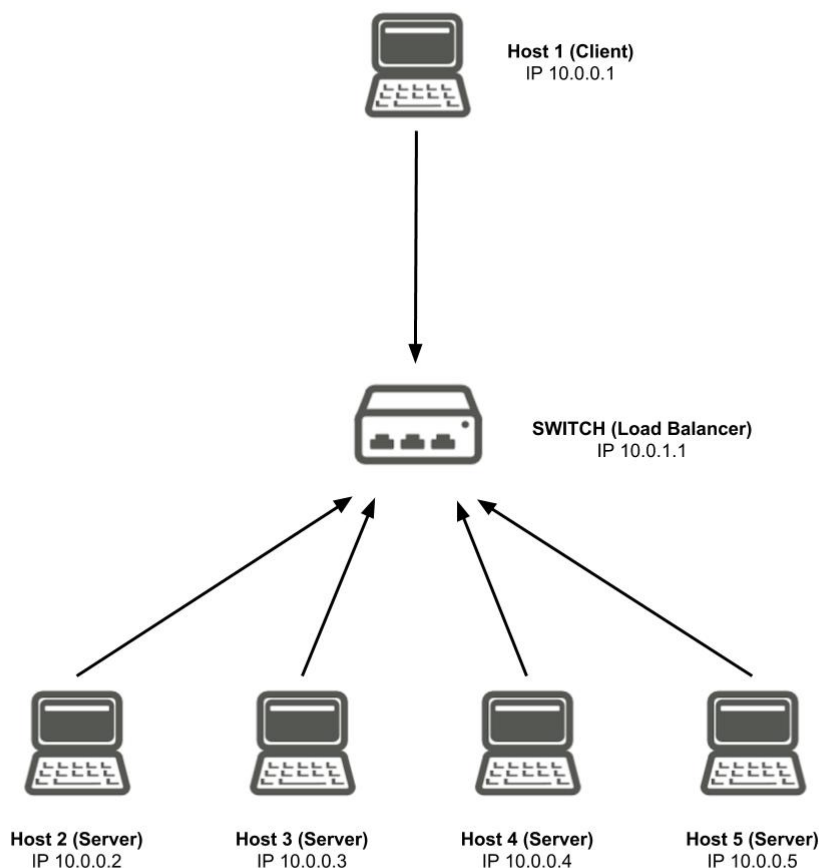 Host 1 (Client)
IP 10.0.0.1
SWITCH (Load Balancer)
IP 10.0.1.1
Host 2 (Server)
IP 10.0.0.2
Host 3 (Server)
IP 10.0.0.3
Host 4 (Server)
IP 10.0.0.4
Host 5 (Server)
IP 10.0.0.5